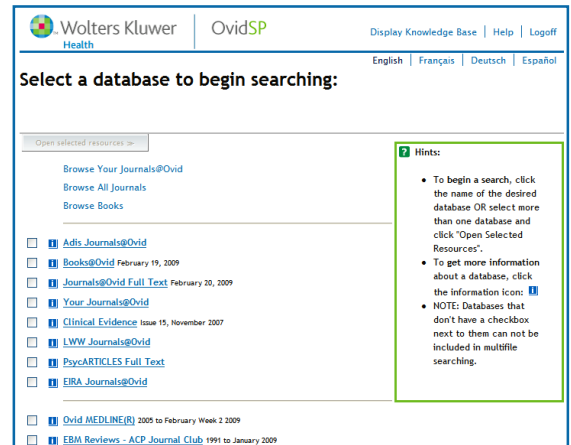 Wolters Kluwer
Health
OvidSP
Display Knowledge Base | Help | Logoff
English | Français | Deutsch | Español
Select a database to begin searching:
Open selected resources >>
Browse Your Journals@Ovid
Browse All Journals
Browse Books
Adis Journals@Ovid
Books@Ovid February 19, 2009
Journals@Ovid Full Text February 20, 2009
Your Journals@Ovid
Clinical Evidence Issue 15, November 2007
LWW Journals@Ovid
PsycARTICLES Full Text
EIRA Journals@Ovid
Ovid MEDLINE(R) 2005 to February Week 2 2009
EBM Reviews - ACP Journal Club 1991 to January 2009
? Hints:
• To begin a search, click
the name of the desired
database OR select more
than one database and
click "Open Selected
Resources".
• To get more information
about a database, click
the information icon: i
• NOTE: Databases that
don't have a checkbox
next to them can not be
included in multifile
searching.